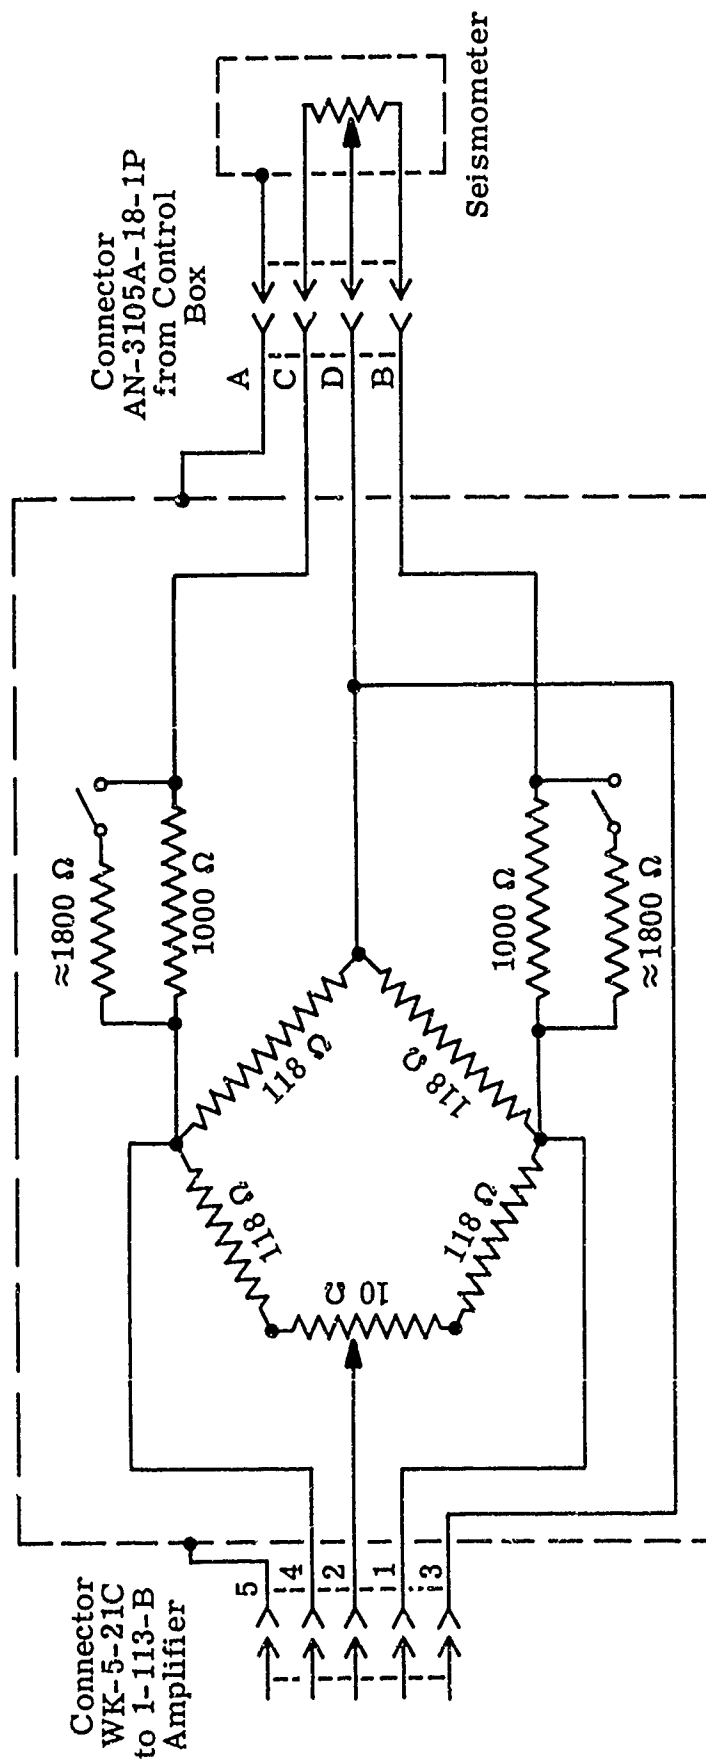 Connector
WK-5-21C
to 1-113-B
Amplifier
5
4
2
1
3
≈1800 Ω
1000 Ω
118 Ω
118 Ω
118 Ω
118 Ω
10 Ω
1000 Ω
≈1800 Ω
Connector
AN-3105A-18-1P
from Control
Box
A
C
D
B
Seismometer